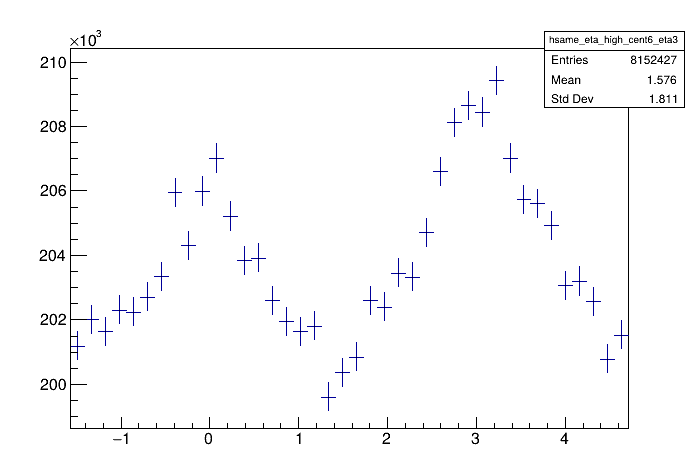 ×10³
hsame_eta_high_cent6_eta3
Entries 8152427
Mean 1.576
Std Dev 1.811
210
208
206
204
202
200
−1 0 1 2 3 4